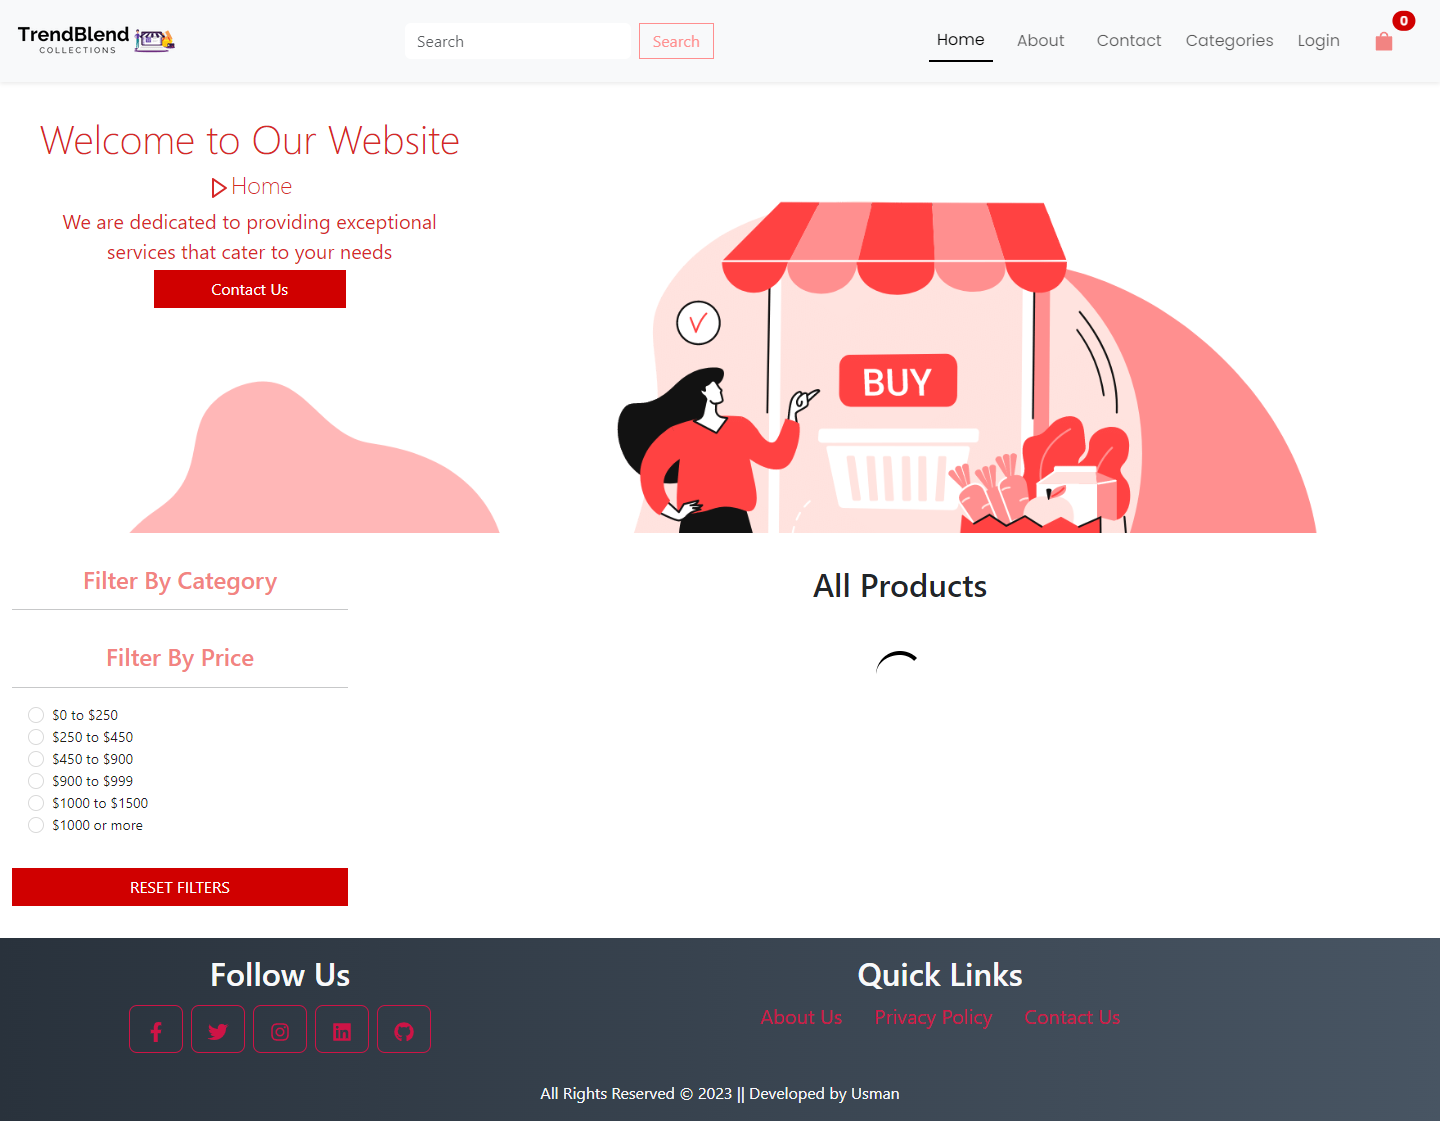 TrendBlend
COLLECTIONS
Search
Search
Home
About
Contact
Categories
Login
0
Welcome to Our Website
Home
We are dedicated to providing exceptional
services that cater to your needs
Contact Us
BUY
Filter By Category
All Products
Filter By Price
$0 to $250
$250 to $450
$450 to $900
$900 to $999
$1000 to $1500
$1000 or more
RESET FILTERS
Follow Us
Quick Links
About Us
Privacy Policy
Contact Us
All Rights Reserved © 2023 || Developed by Usman